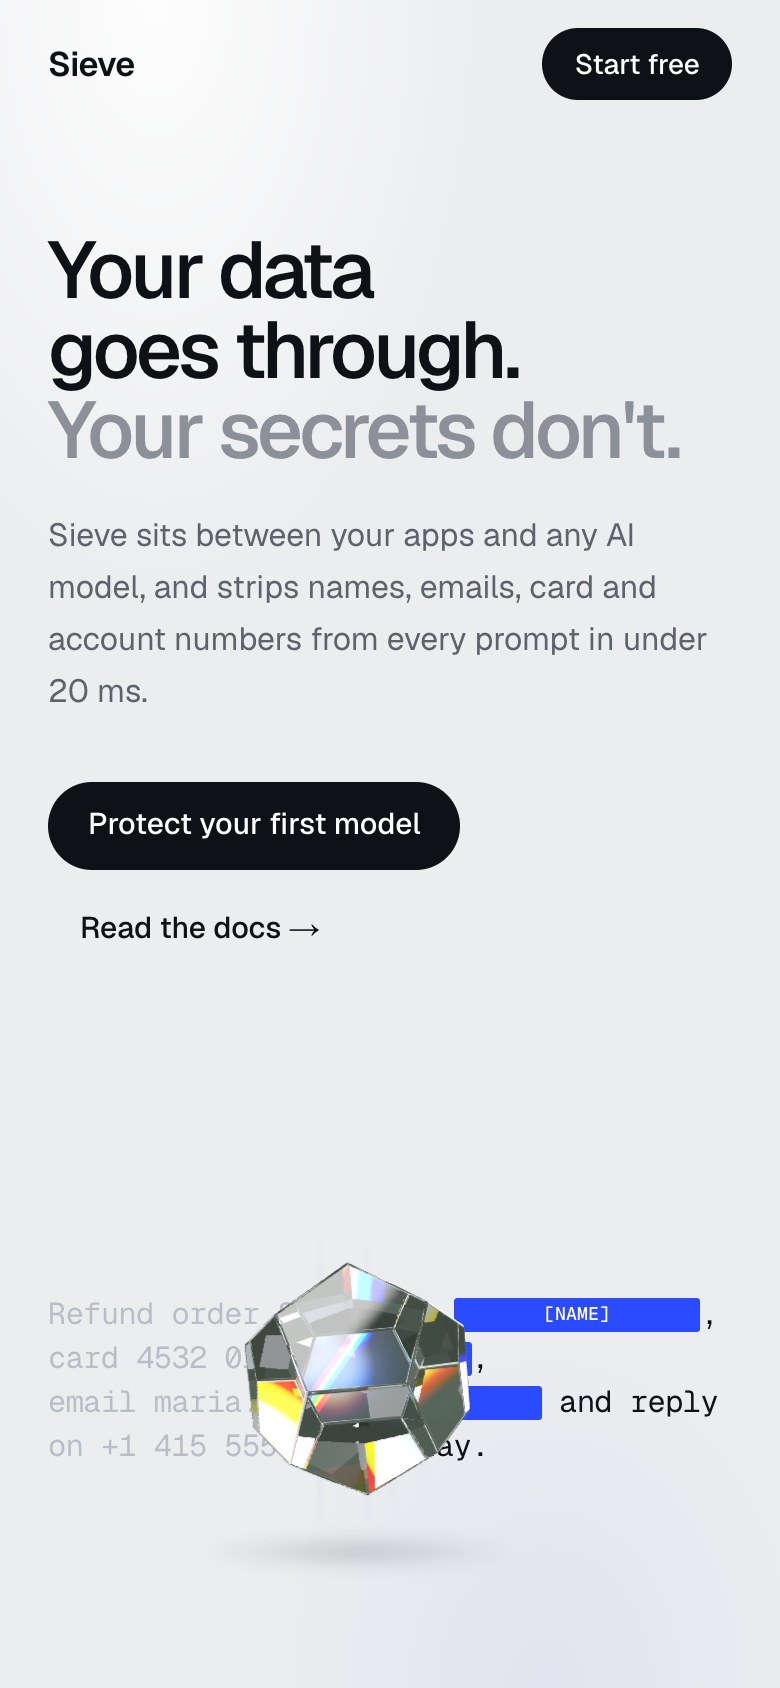 Sieve
Start free
Your data
goes through.
Your secrets don't.
Sieve sits between your apps and any AI
model, and strips names, emails, card and
account numbers from every prompt in under
20 ms.
Protect your first model
Read the docs →
Refund order [NAME],
card 4532 ,
email maria. and reply
on +1 415 555 ay.